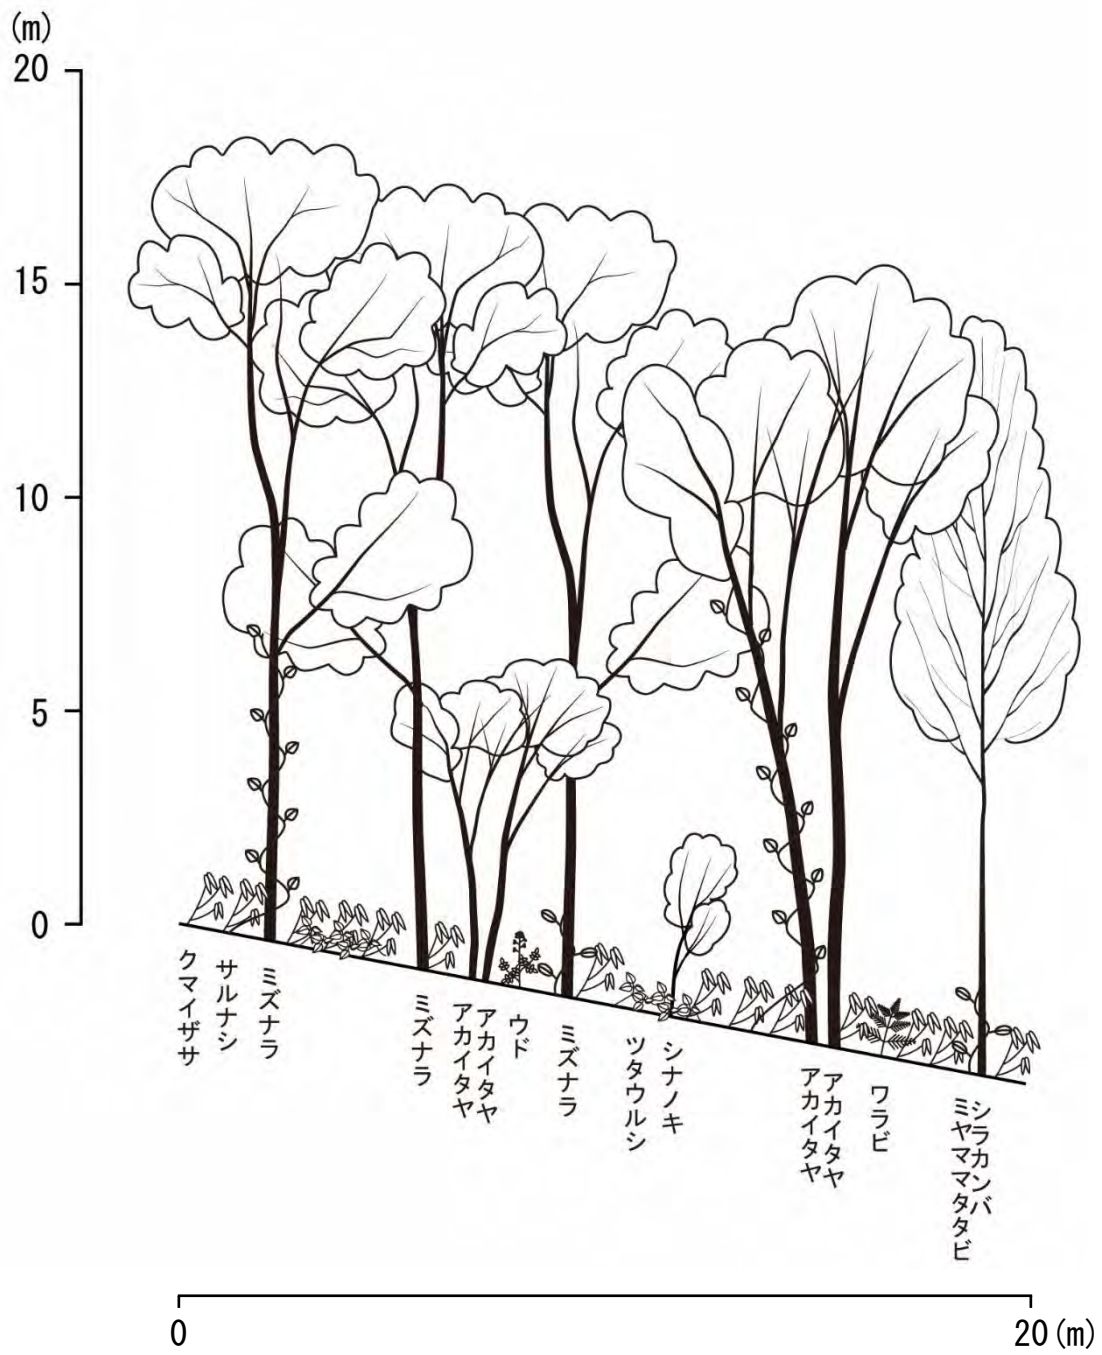 (m)
20
15
10
5
0
クマイザサ
サルナシ
ミズナラ
ミズナラ
アカイタヤ
アカイタヤ
ウド
ミズナラ
ツタウルシ
シナノキ
アカイタヤ
アカイタヤ
ワラビ
ミヤママタタビ
シラカンバ
0
20(m)